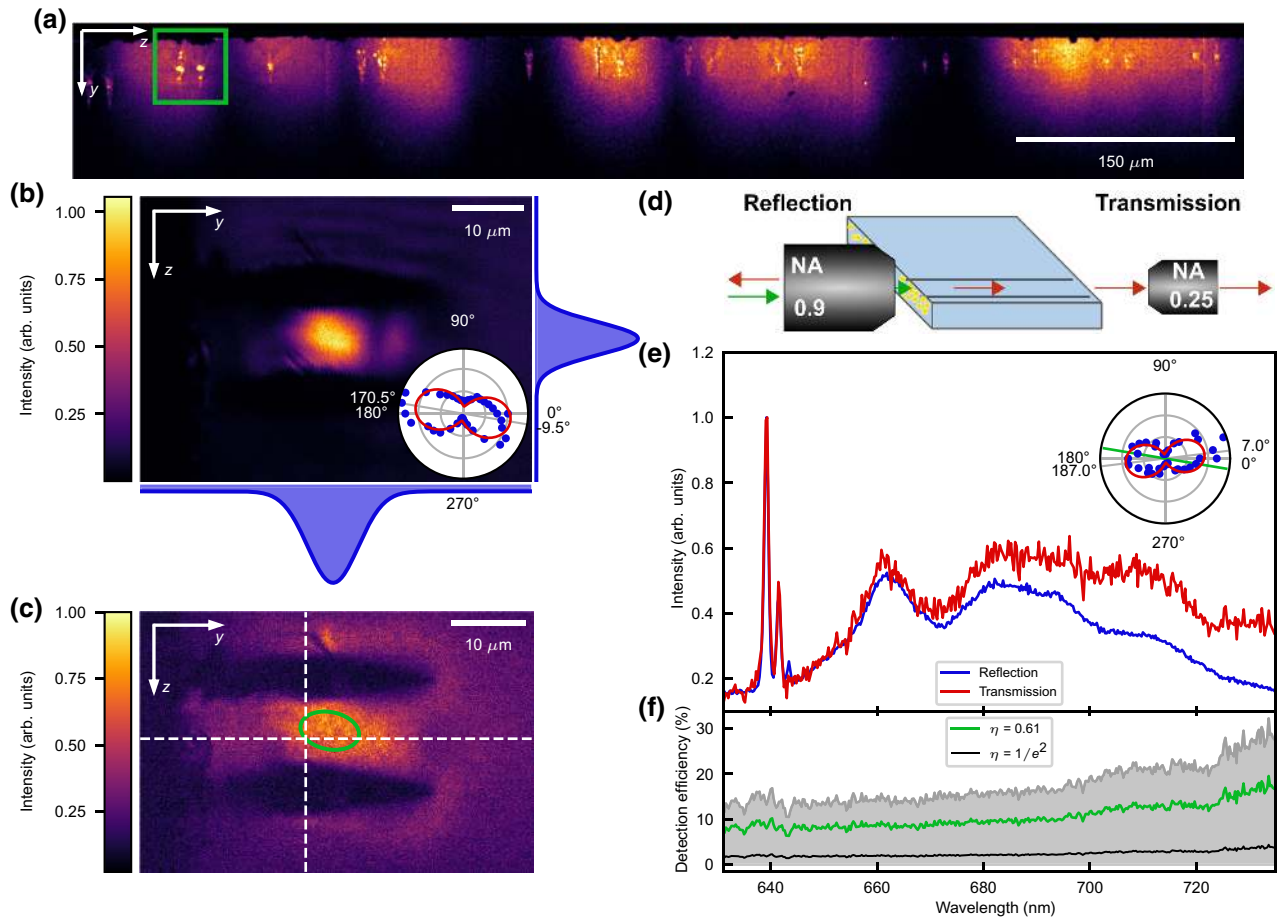 (a)
z
y
150 μm
(b)
1.00
0.75
0.50
0.25
Intensity (arb. units)
y
z
10 μm
90°
170.5°
180°
0°
-9.5°
270°
(c)
1.00
0.75
0.50
0.25
Intensity (arb. units)
y
z
10 μm
(d)
Reflection
Transmission
NA
0.9
NA
0.25
(e)
1.2
1.0
0.8
0.6
0.4
0.2
Intensity (arb. units)
90°
180°
187.0°
7.0°
0°
270°
Reflection
Transmission
(f)
30
20
10
0
Detection efficiency (%)
η = 0.61
η = 1/e²
640
660
680
700
720
Wavelength (nm)